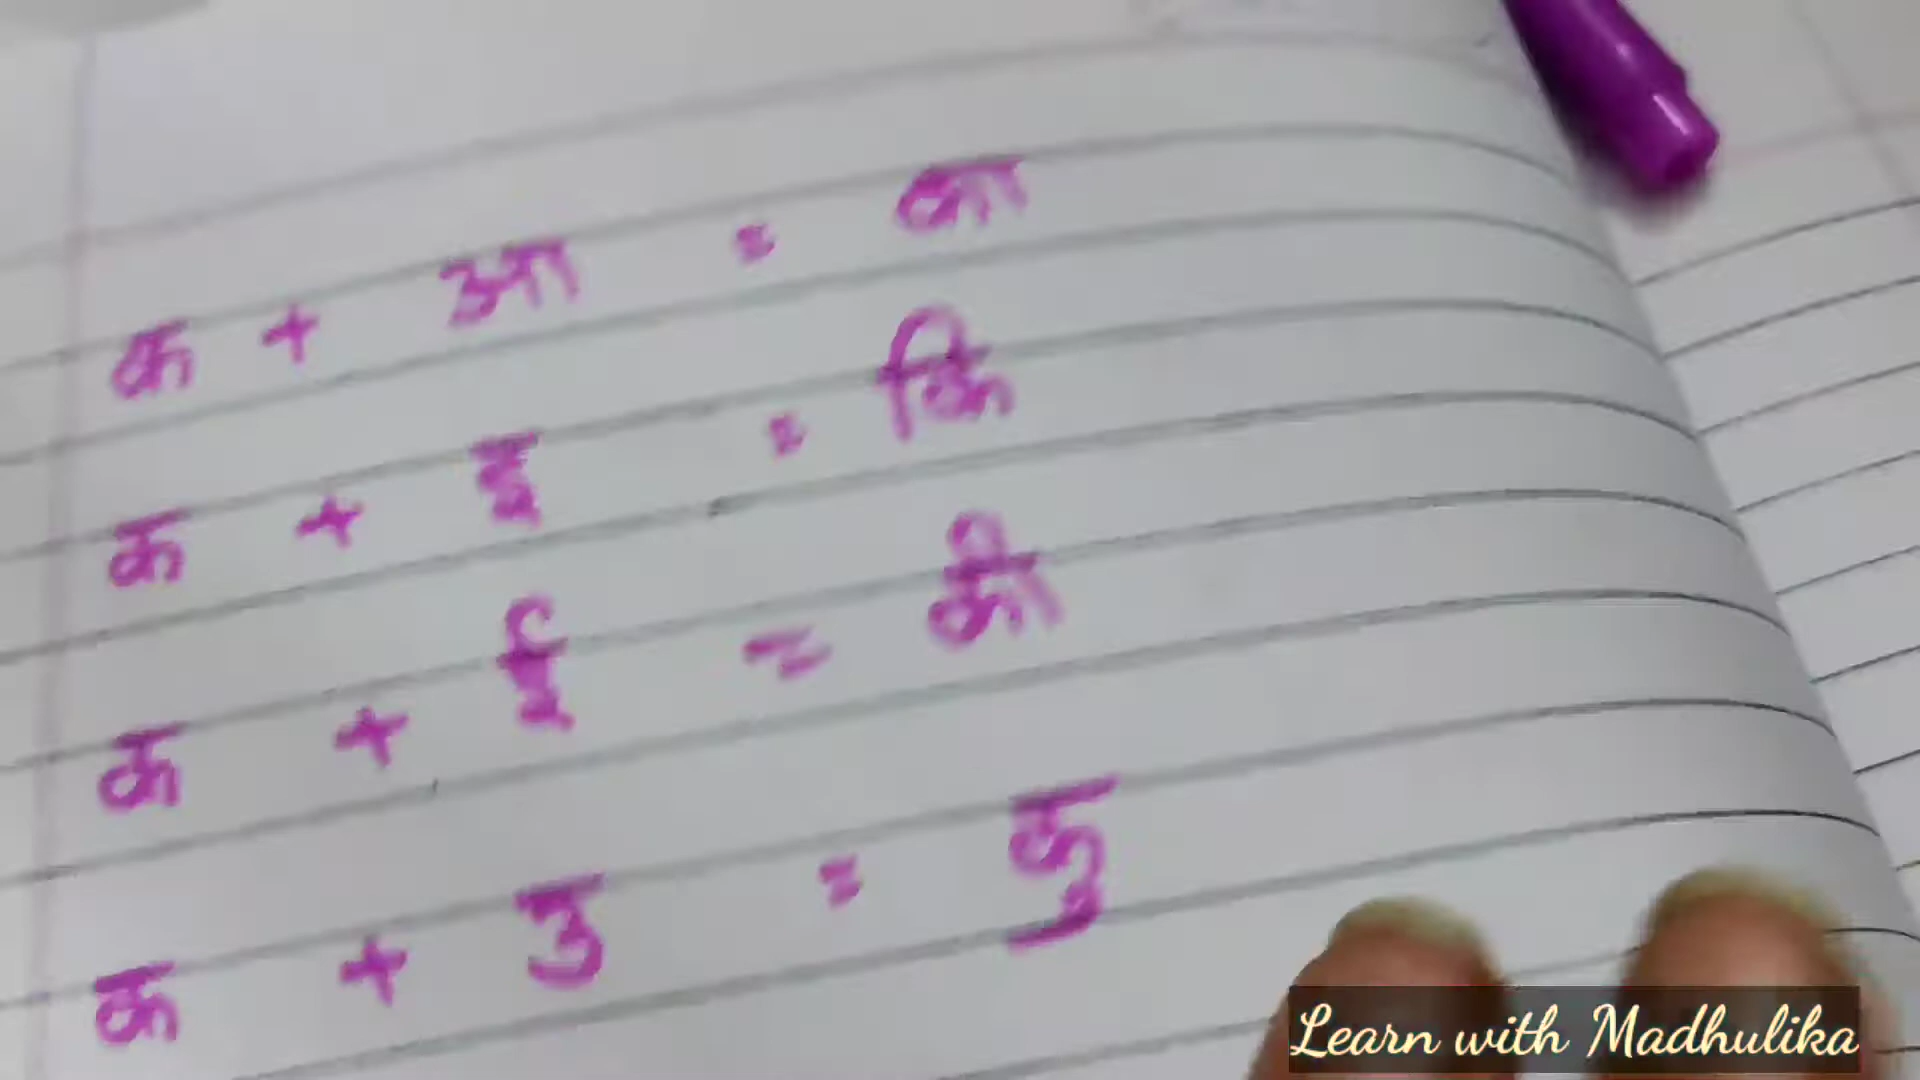 क + आ = का
क + इ = कि
क + ई = की
क + उ = कु
Learn with Madhulika